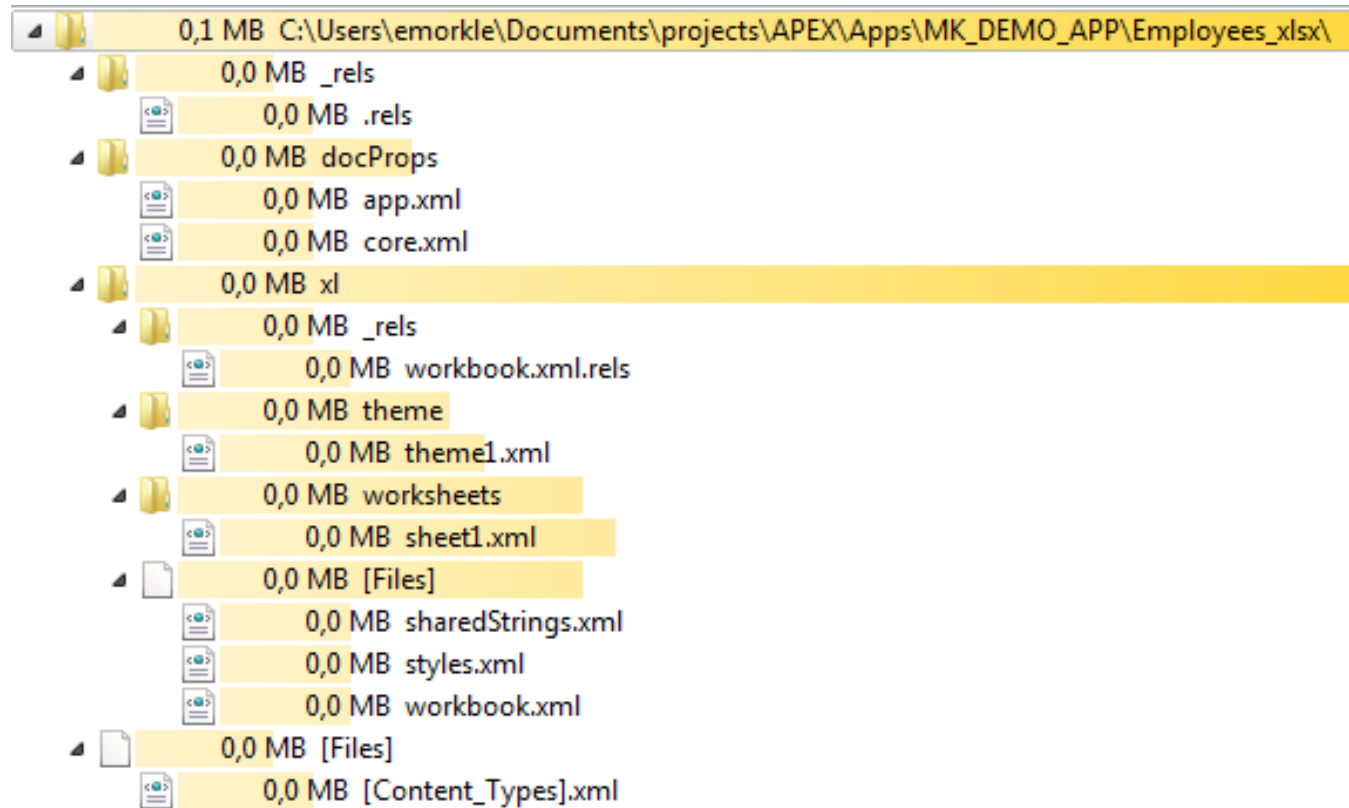 0,1 MB C:\Users\emorkle\Documents\projects\APEX\Apps\MK_DEMO_APP\Employees_xlsx\
0,0 MB _rels
0,0 MB .rels
0,0 MB docProps
0,0 MB app.xml
0,0 MB core.xml
0,0 MB xl
0,0 MB _rels
0,0 MB workbook.xml.rels
0,0 MB theme
0,0 MB theme1.xml
0,0 MB worksheets
0,0 MB sheet1.xml
0,0 MB [Files]
0,0 MB sharedStrings.xml
0,0 MB styles.xml
0,0 MB workbook.xml
0,0 MB [Files]
0,0 MB [Content_Types].xml